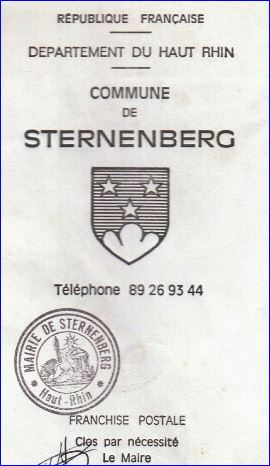 RÉPUBLIQUE FRANÇAISE
DEPARTEMENT DU HAUT RHIN
COMMUNE
DE
STERNENBERG
Téléphone 89 26 93 44
MAIRIE DE STERNENBERG
* Haut-Rhin *
FRANCHISE POSTALE
Clos par nécessité
Le Maire